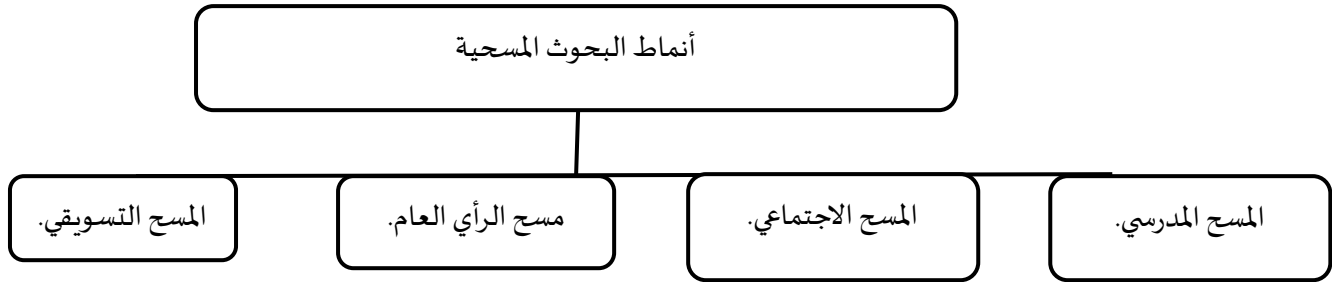 أنماط البحوث المسحية
المسح المدرسي.
المسح الاجتماعي.
مسح الرأي العام.
المسح التسويقي.